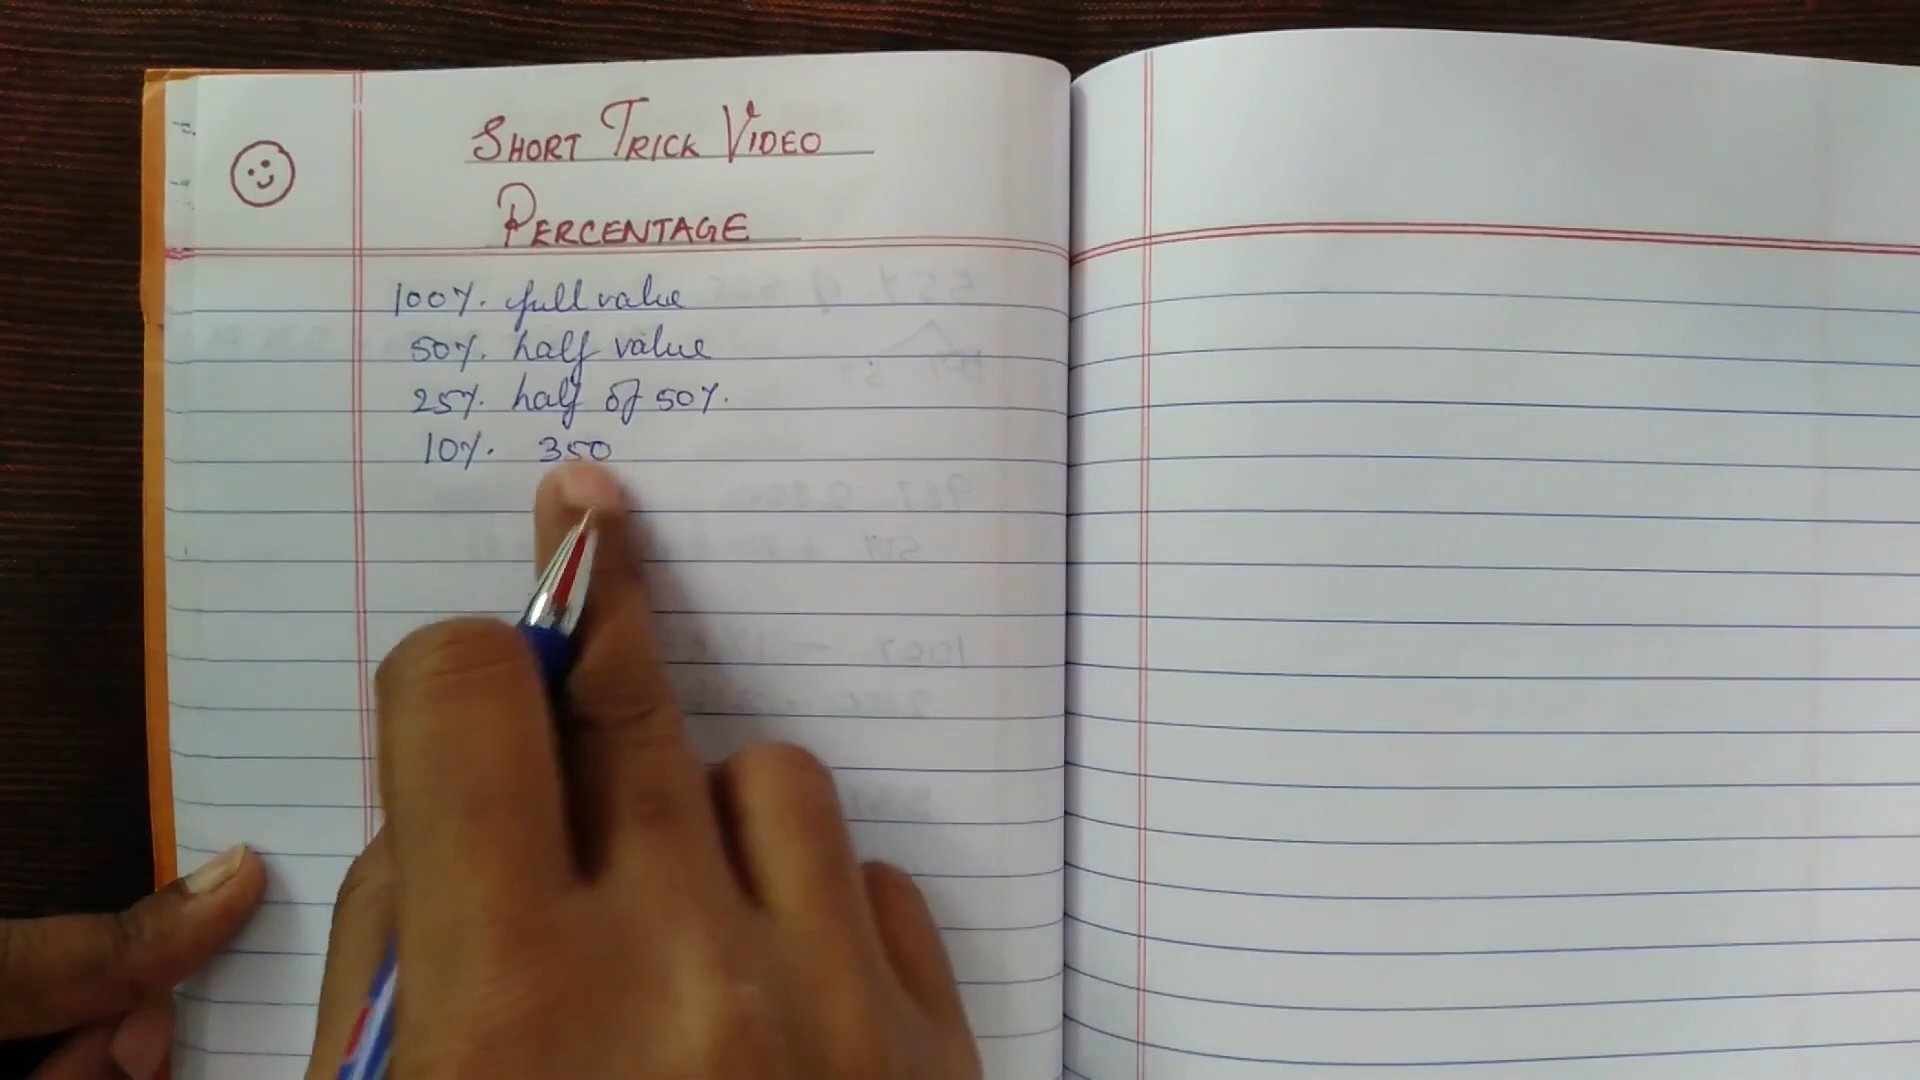 SHORT TRICK VIDEO
PERCENTAGE
100%. full value
50%. half value
25%. half of 50%.
10%. 350